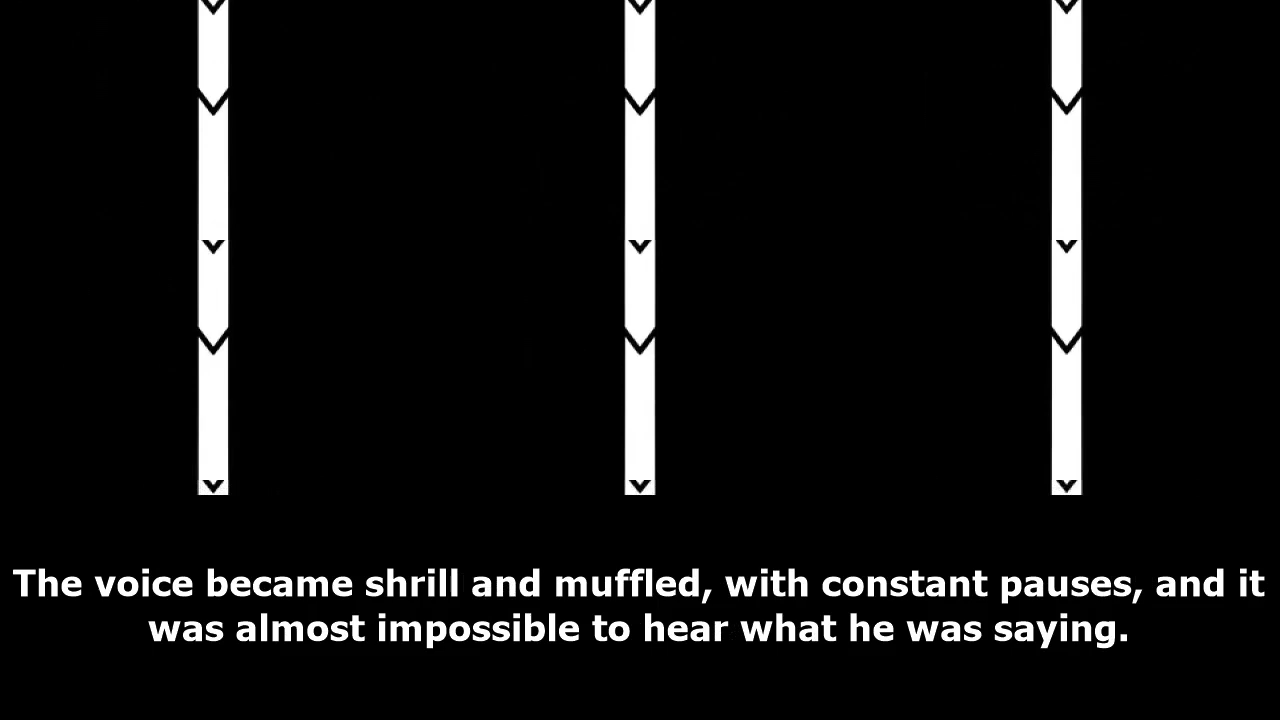 The voice became shrill and muffled, with constant pauses, and it
was almost impossible to hear what he was saying.